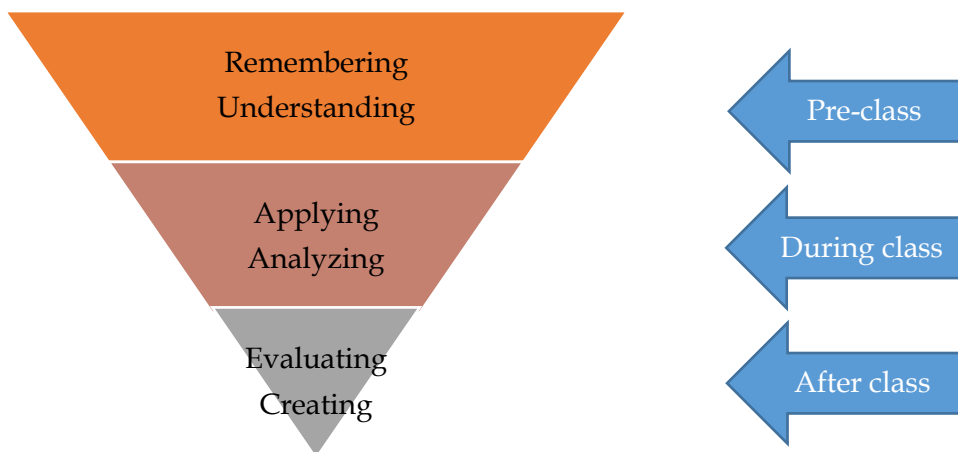 Remembering
Understanding
Pre-class
Applying
Analyzing
During class
Evaluating
Creating
After class